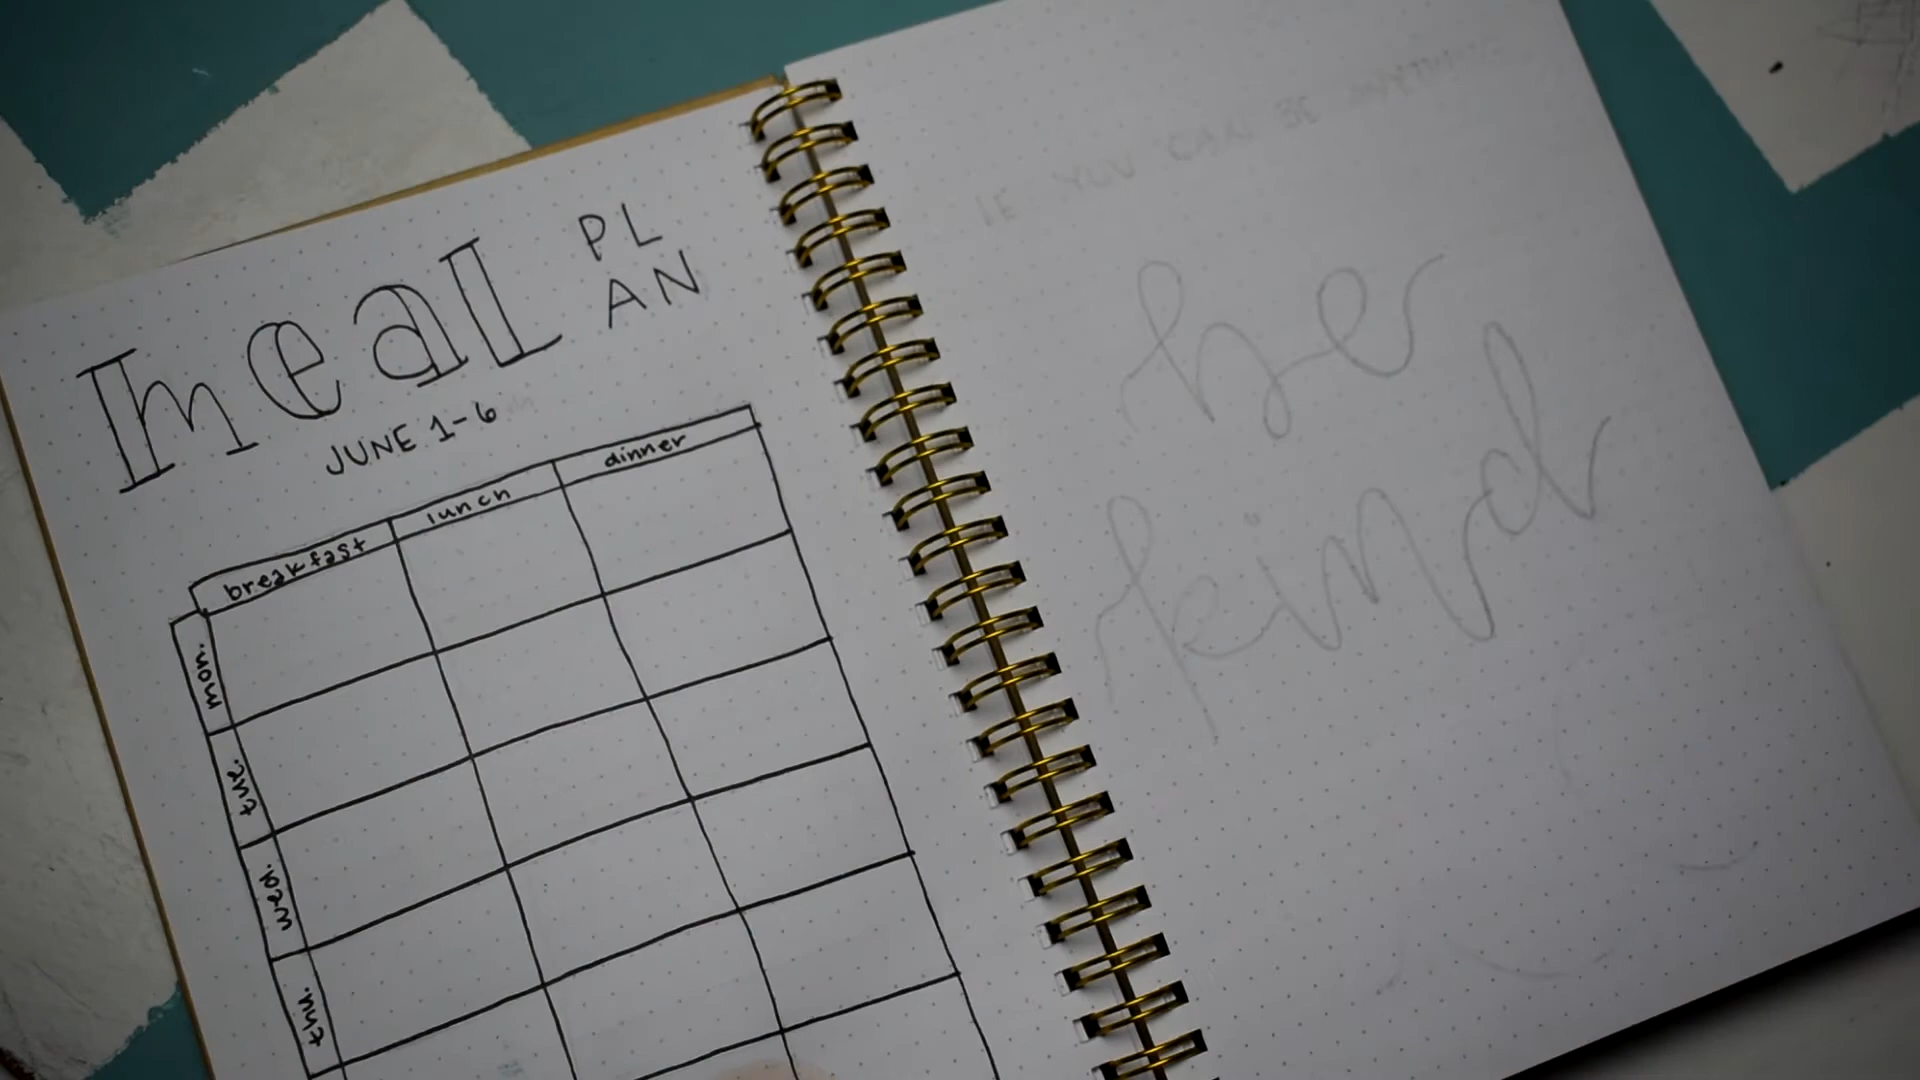 meal
PL
AN
JUNE 1-6
breakfast lunch dinner
mon.
tue.
wed.
thu.
IF YOU CAN BE ANYTHING
be
kind